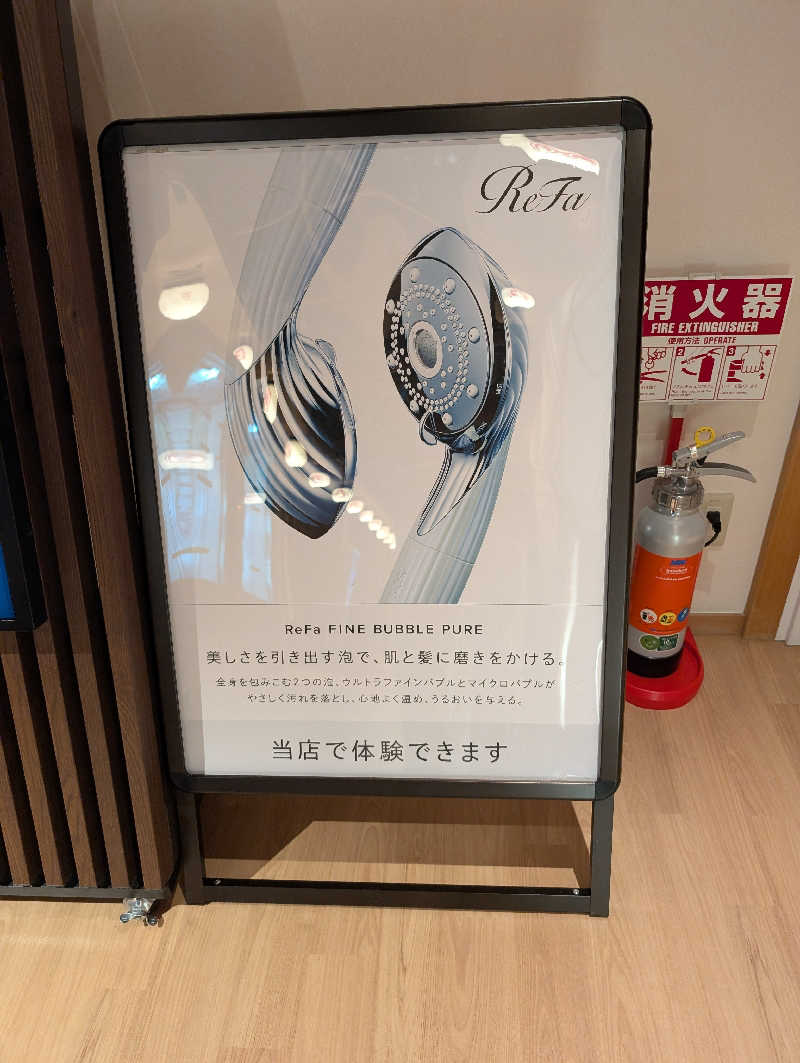 ReFa
ReFa FINE BUBBLE PURE
美しさを引き出す泡で、肌と髪に磨きをかける。
全身を包みこむ2つの泡、ウルトラファインバブルとマイクロバブルが
やさしく汚れを落とし、心地よく温め、うるおいを与える。
当店で体験できます
消火器
FIRE EXTINGUISHER
使用方法 OPERATE
2
3